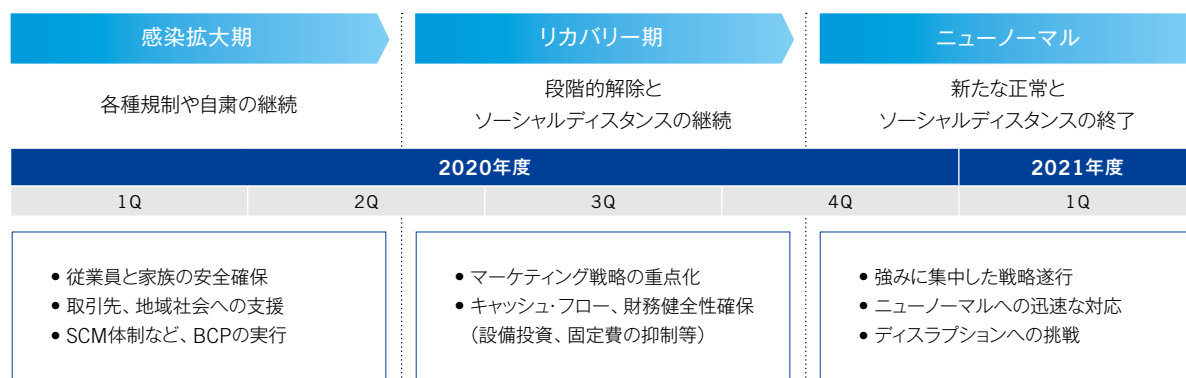 感染拡大期
リカバリー期
ニューノーマル
各種規制や自粛の継続
段階的解除と
ソーシャルディスタンスの継続
新たな正常と
ソーシャルディスタンスの終了
2020年度
2021年度
1Q
2Q
3Q
4Q
1Q
● 従業員と家族の安全確保
● 取引先、地域社会への支援
● SCM体制など、BCPの実行
● マーケティング戦略の重点化
● キャッシュ・フロー、財務健全性確保
（設備投資、固定費の抑制等）
● 強みに集中した戦略遂行
● ニューノーマルへの迅速な対応
● ディスラプションへの挑戦